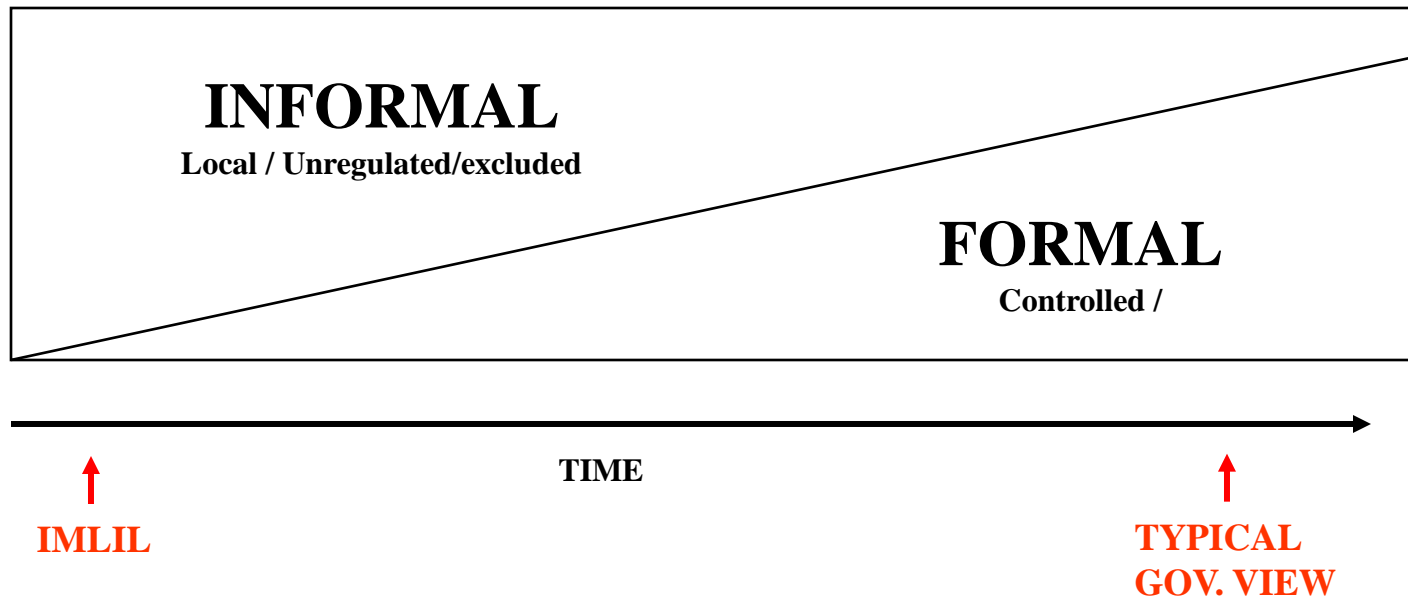 INFORMAL
Local / Unregulated/excluded
FORMAL
Controlled /
TIME
IMLIL
TYPICAL
GOV. VIEW